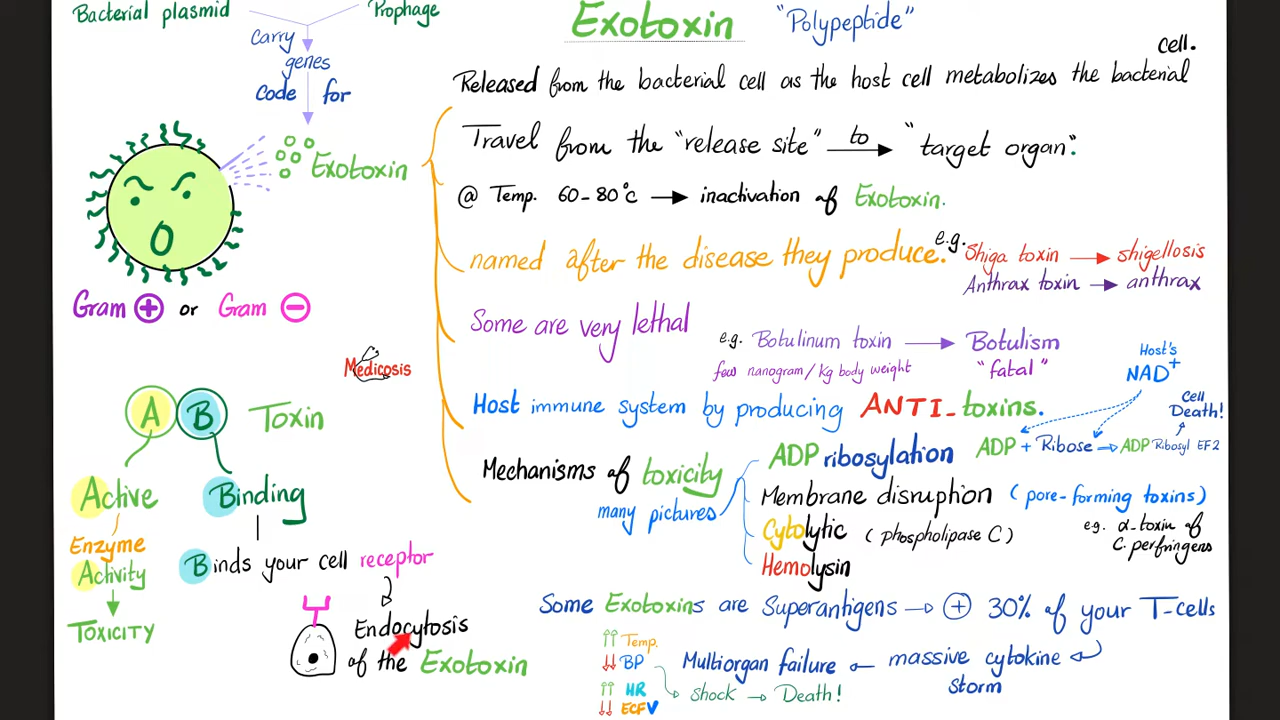 Bacterial plasmid
Prophage
Carry
genes
Code for
Exotoxin
Gram + or Gram -
Medicosis
A B Toxin
Active
Binding
Enzyme
Activity
TOXICITY
Binds your cell receptor
Endocytosis
of the Exotoxin
Exotoxin "Polypeptide"
cell.
Released from the bacterial cell as the host cell metabolizes the bacterial
Travel from the "release site" to "target organ".
@ Temp. 60-80°C → inactivation of Exotoxin.
named after the disease they produce. e.g. Shiga toxin → shigellosis
Anthrax toxin → anthrax
Some are very lethal
e.g. Botulinum toxin → Botulism
few nanogram/kg body weight "fatal"
Host's
NAD+
Host immune system by producing ANTI-toxins.
Cell
Death!
Mechanisms of toxicity
many pictures
ADP ribosylation
ADP + Ribose → ADP Ribosyl EF2
Membrane disruption (pore-forming toxins)
Cytolytic (phospholipase C)
e.g. α-toxin of
C. perfringens
Hemolysin
Some Exotoxins are Superantigens → + 30% of your T-cells
massive cytokine
storm
Multiorgan failure
↑↑ Temp.
↓↓ BP
↑↑ HR
↓↓ ECFV
shock → Death!